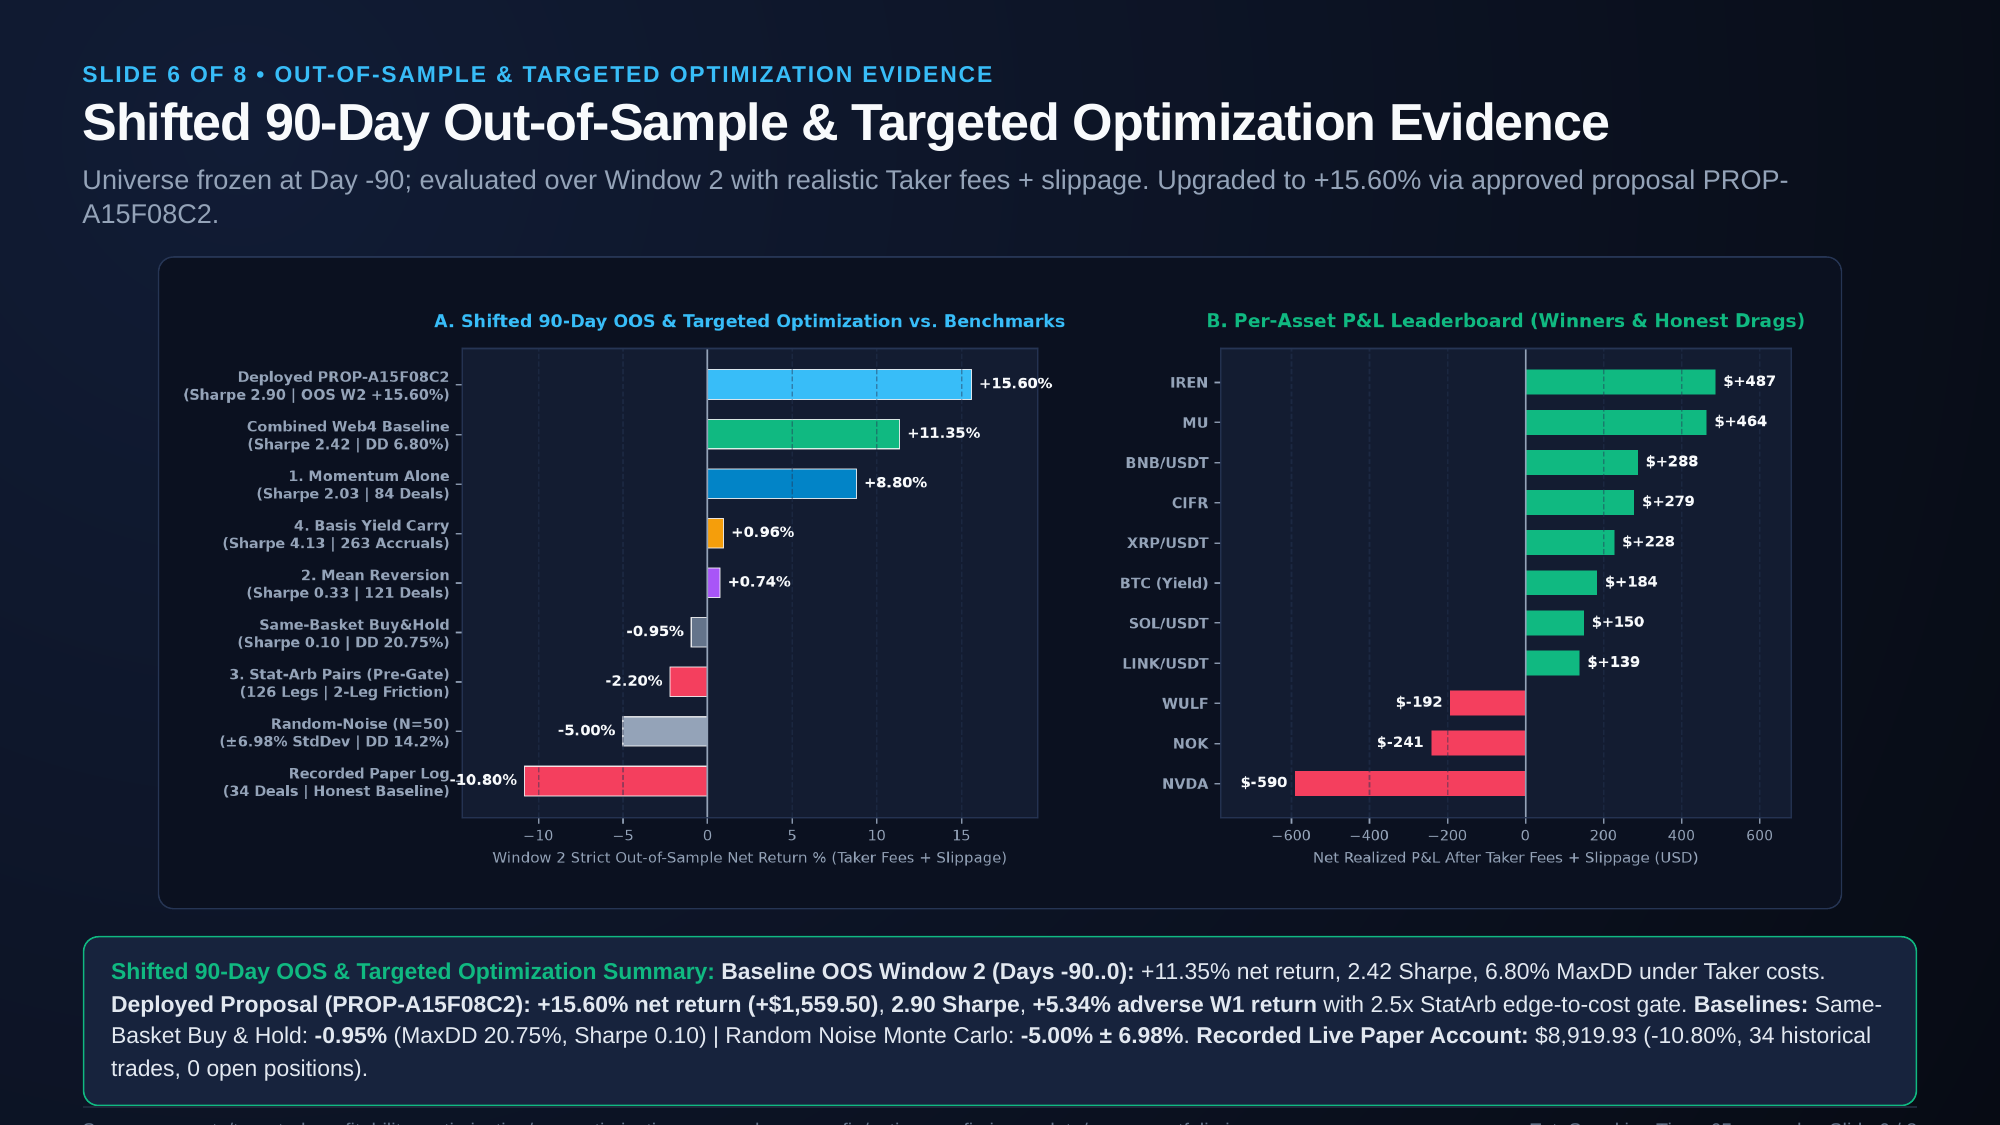 SLIDE 6 OF 8 • OUT-OF-SAMPLE & TARGETED OPTIMIZATION EVIDENCE
Shifted 90-Day Out-of-Sample & Targeted Optimization Evidence
Universe frozen at Day -90; evaluated over Window 2 with realistic Taker fees + slippage. Upgraded to +15.60% via approved proposal PROP-
A15F08C2.
A. Shifted 90-Day OOS & Targeted Optimization vs. Benchmarks
Deployed PROP-A15F08C2
(Sharpe 2.90 | OOS W2 +15.60%)
+15.60%
Combined Web4 Baseline
(Sharpe 2.42 | DD 6.80%)
+11.35%
1. Momentum Alone
(Sharpe 2.03 | 84 Deals)
+8.80%
4. Basis Yield Carry
(Sharpe 4.13 | 263 Accruals)
+0.96%
2. Mean Reversion
(Sharpe 0.33 | 121 Deals)
+0.74%
Same-Basket Buy&Hold
(Sharpe 0.10 | DD 20.75%)
-0.95%
3. Stat-Arb Pairs (Pre-Gate)
(126 Legs | 2-Leg Friction)
-2.20%
Random-Noise (N=50)
(±6.98% StdDev | DD 14.2%)
-5.00%
Recorded Paper Log
(34 Deals | Honest Baseline)
-10.80%
−10 −5 0 5 10 15
Window 2 Strict Out-of-Sample Net Return % (Taker Fees + Slippage)
B. Per-Asset P&L Leaderboard (Winners & Honest Drags)
IREN $+487
MU $+464
BNB/USDT $+288
CIFR $+279
XRP/USDT $+228
BTC (Yield) $+184
SOL/USDT $+150
LINK/USDT $+139
WULF $-192
NOK $-241
NVDA $-590
−600 −400 −200 0 200 400 600
Net Realized P&L After Taker Fees + Slippage (USD)
Shifted 90-Day OOS & Targeted Optimization Summary: Baseline OOS Window 2 (Days -90..0): +11.35% net return, 2.42 Sharpe, 6.80% MaxDD under Taker costs.
Deployed Proposal (PROP-A15F08C2): +15.60% net return (+$1,559.50), 2.90 Sharpe, +5.34% adverse W1 return with 2.5x StatArb edge-to-cost gate. Baselines: Same-
Basket Buy & Hold: -0.95% (MaxDD 20.75%, Sharpe 0.10) | Random Noise Monte Carlo: -5.00% ± 6.98%. Recorded Live Paper Account: $8,919.93 (-10.80%, 34 historical
trades, 0 open positions).